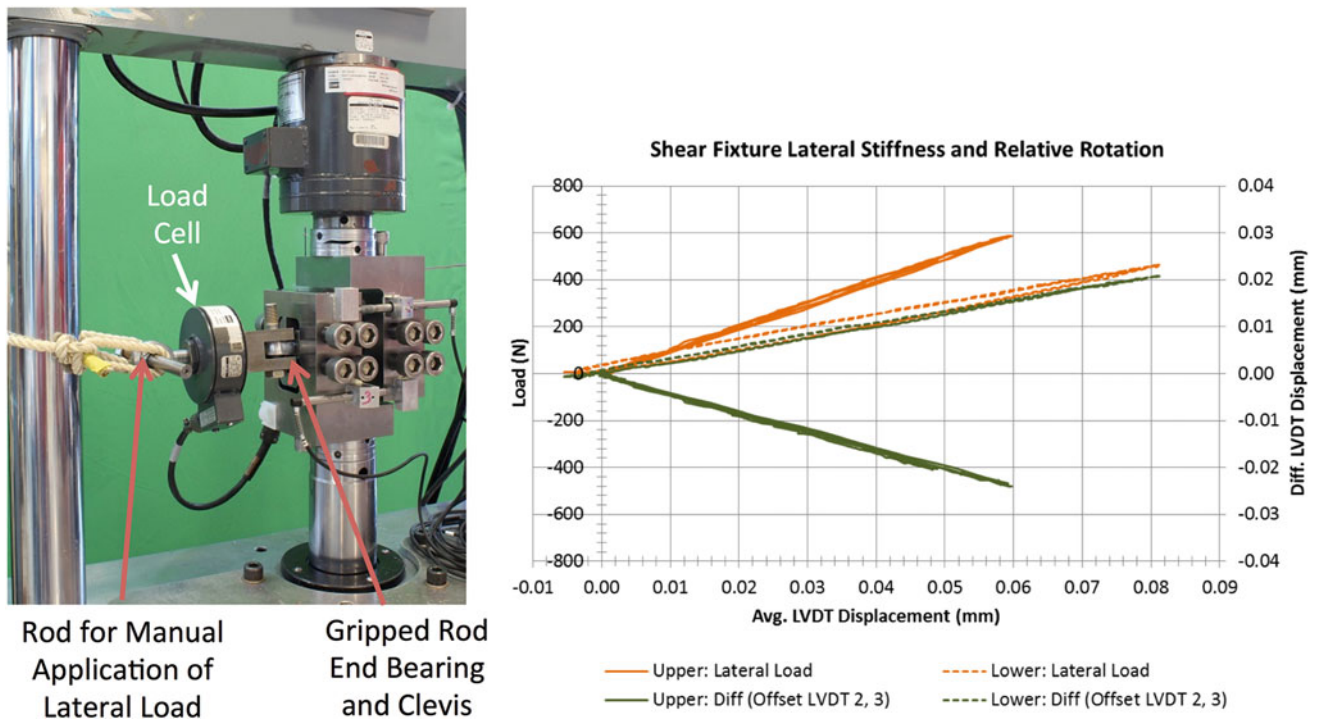 Load
Cell
Rod for Manual
Application of
Lateral Load
Gripped Rod
End Bearing
and Clevis
Shear Fixture Lateral Stiffness and Relative Rotation
800
600
400
200
0
-200
-400
-600
-800
Load (N)
0.04
0.03
0.02
0.01
0.00
-0.01
-0.02
-0.03
-0.04
Diff. LVDT Displacement (mm)
-0.01 0.00 0.01 0.02 0.03 0.04 0.05 0.06 0.07 0.08 0.09
Avg. LVDT Displacement (mm)
Upper: Lateral Load Lower: Lateral Load
Upper: Diff (Offset LVDT 2, 3) Lower: Diff (Offset LVDT 2, 3)